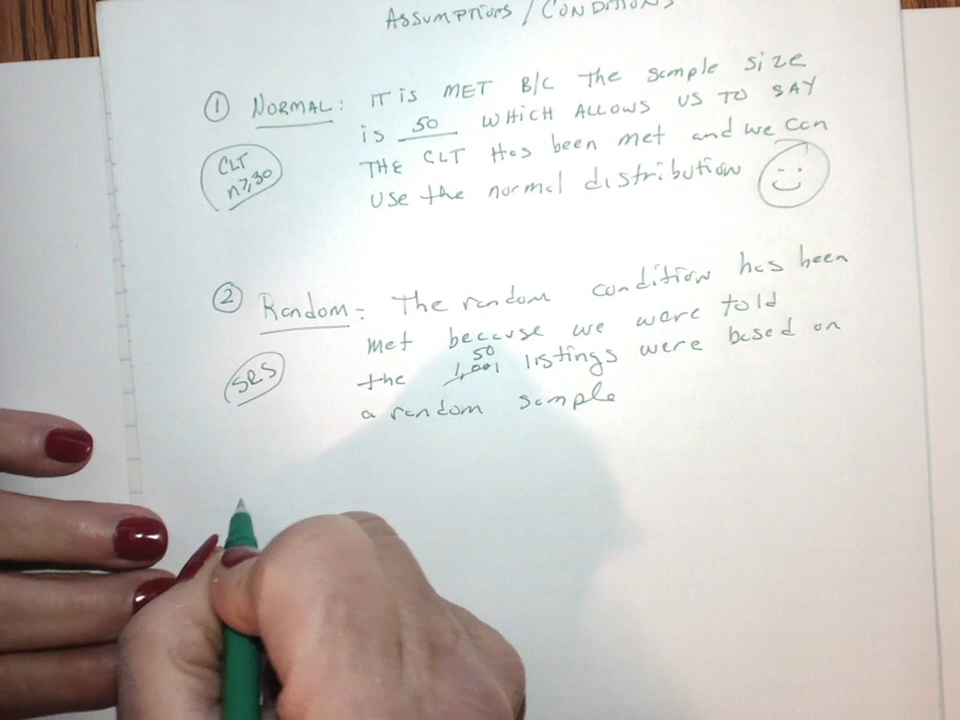 ASSUMPTIONS / CONDITIONS
① NORMAL: IT is MET B/C THE sample size
is 50 WHICH ALLOWS US TO SAY
CLT
n≥30
THE CLT Has been met and we can
use the normal distribution
② Random: The random condition has been
met because we were told
SRS
the 1,001 50 listings were based on
a random sample